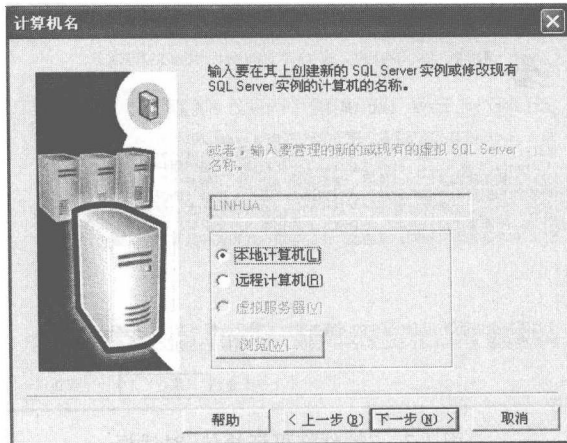 计算机名
输入要在其上创建新的 SQL Server 实例或修改现有
SQL Server 实例的计算机的名称。
或者，输入要管理的新的或现有的虚拟 SQL Server
名称。
LINHUA
本地计算机(L)
远程计算机(R)
虚拟服务器(V)
浏览(W)...
帮助
< 上一步(B)
下一步(N) >
取消